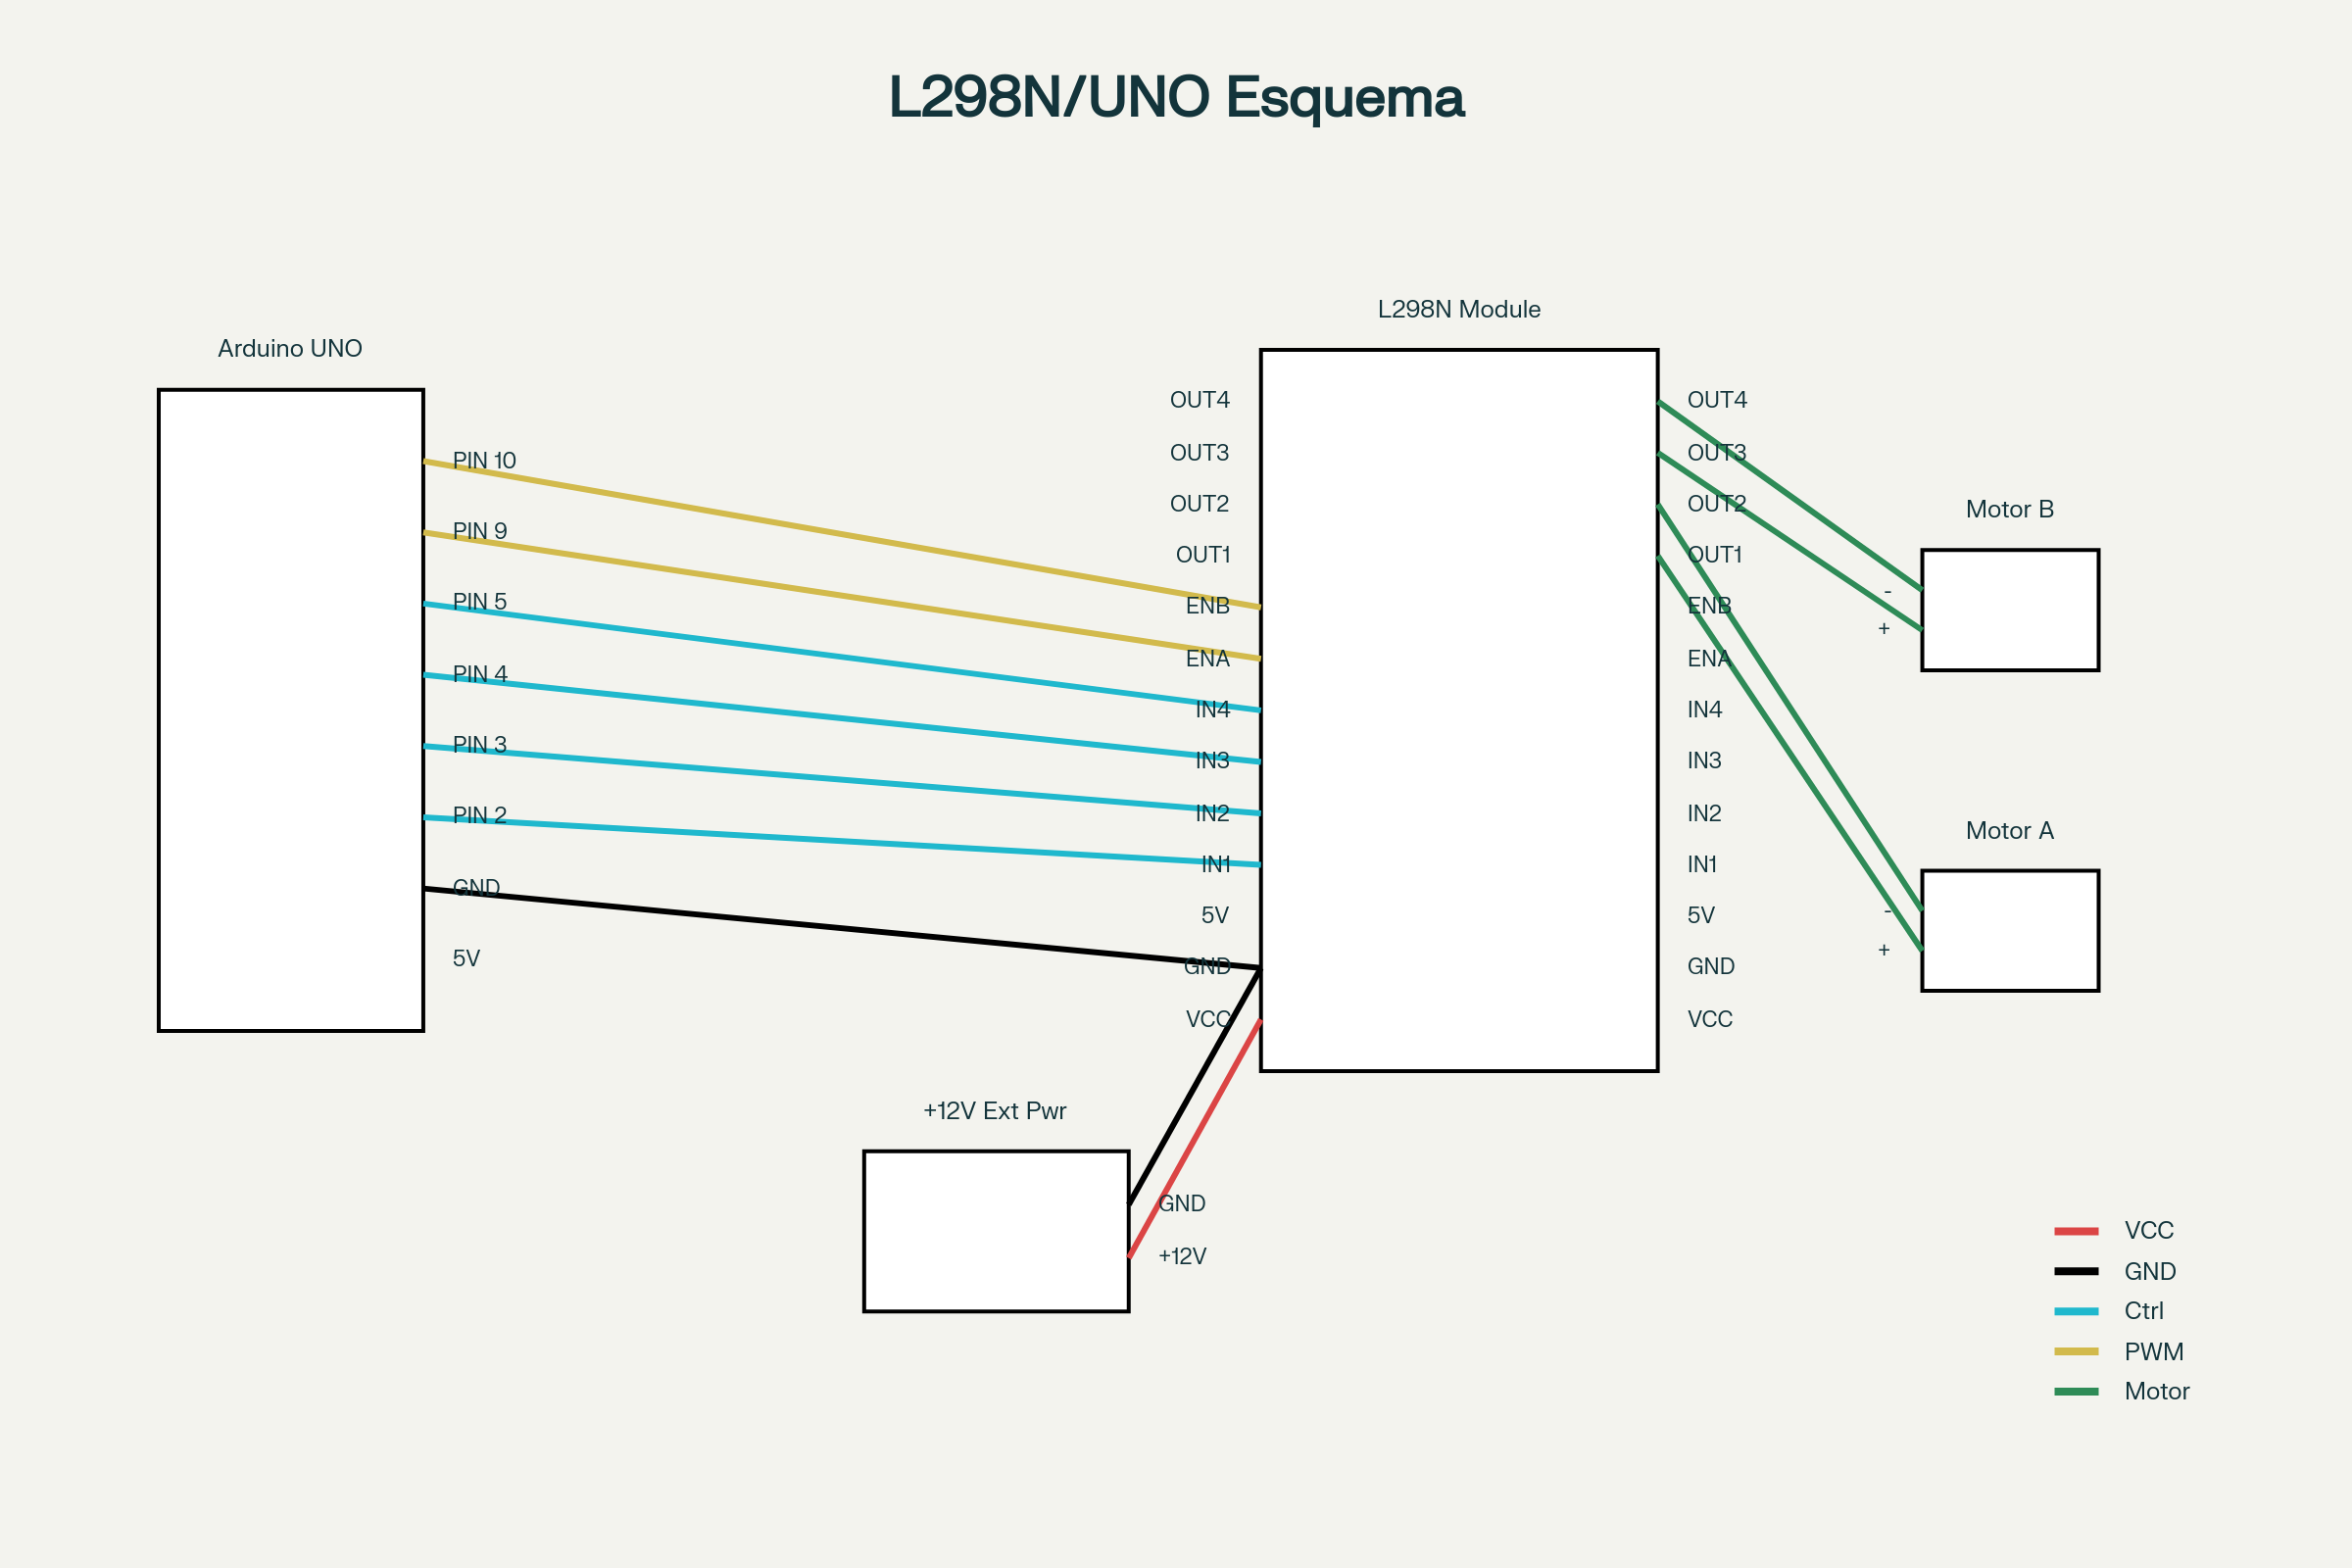 L298N/UNO Esquema
Arduino UNO
PIN 10
PIN 9
PIN 5
PIN 4
PIN 3
PIN 2
GND
5V
L298N Module
OUT4
OUT3
OUT2
OUT1
ENB
ENA
IN4
IN3
IN2
IN1
5V
GND
VCC
OUT4
OUT3
OUT2
OUT1
ENB
ENA
IN4
IN3
IN2
IN1
5V
GND
VCC
Motor B
-
+
Motor A
-
+
+12V Ext Pwr
GND
+12V
VCC
GND
Ctrl
PWM
Motor